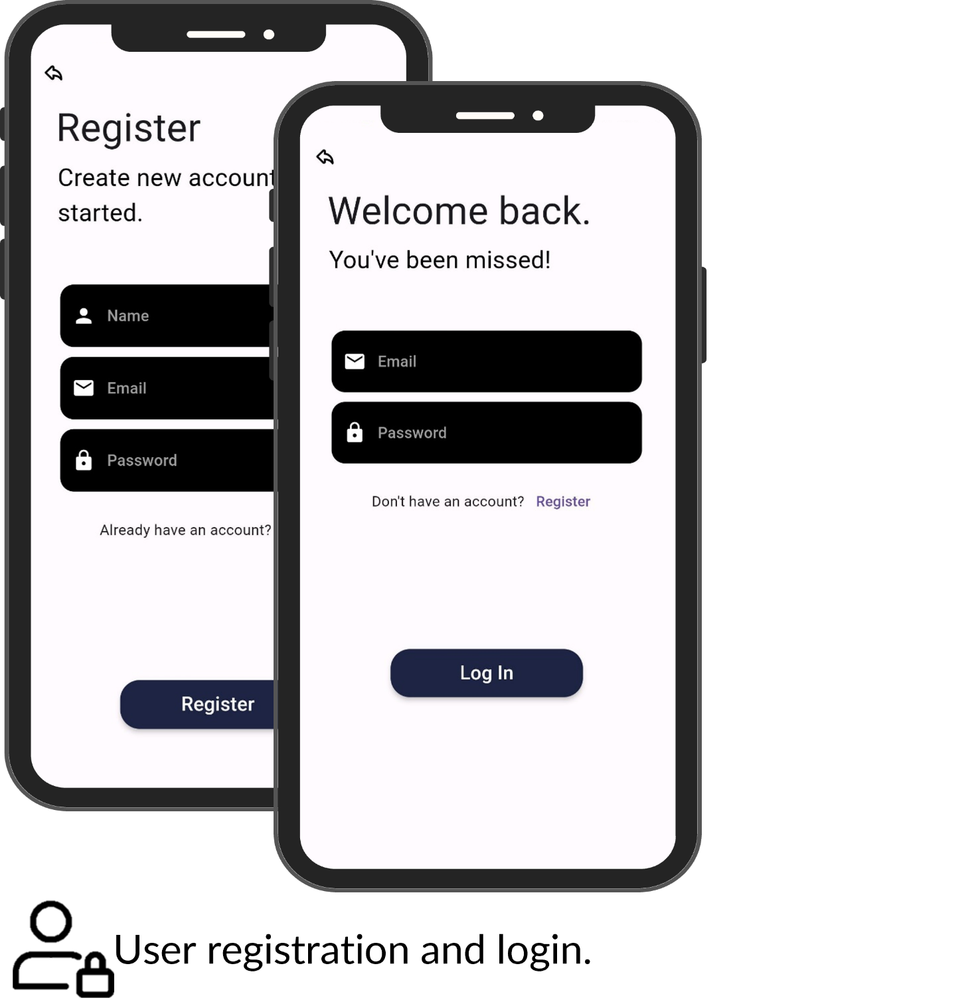 Register
Create new account
started.
Name
Email
Password
Already have an account?
Register
Welcome back.
You've been missed!
Email
Password
Don't have an account? Register
Log In
User registration and login.